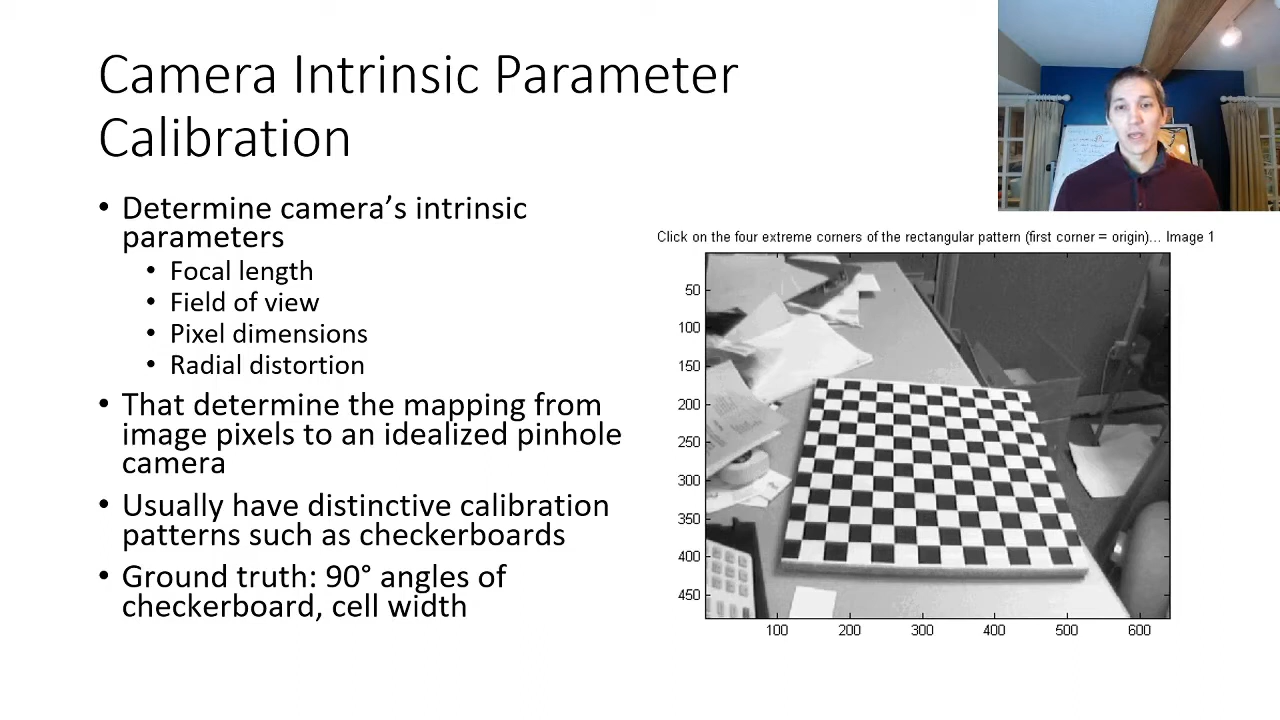 Camera Intrinsic Parameter
Calibration
• Determine camera's intrinsic
parameters
• Focal length
• Field of view
• Pixel dimensions
• Radial distortion
• That determine the mapping from
image pixels to an idealized pinhole
camera
• Usually have distinctive calibration
patterns such as checkerboards
• Ground truth: 90° angles of
checkerboard, cell width
Click on the four extreme corners of the rectangular pattern (first corner = origin)... Image 1
50
100
150
200
250
300
350
400
450
100 200 300 400 500 600